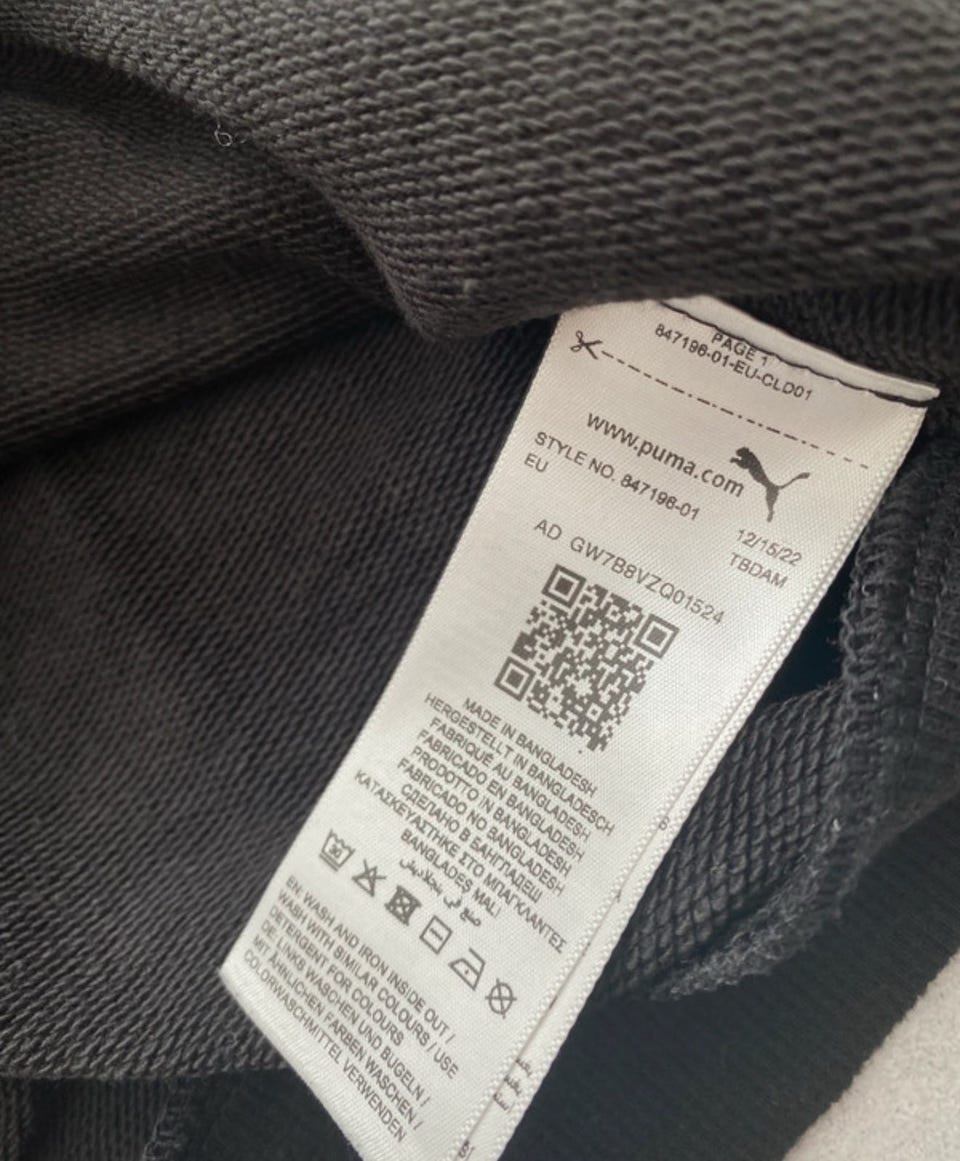 PAGE 1
847196-01-EU-CLD01
www.puma.com
STYLE NO. 847196-01
EU
12/15/22
TBDAM
AD GW7B8VZQ01524
MADE IN BANGLADESH
HERGESTELLT IN BANGLADESCH
FABRIQUÉ AU BANGLADESH
FABRICADO EN BANGLADESH
PRODOTTO IN BANGLADESH
FABRICADO NO BANGLADESH
СДЕЛАНО В БАНГЛАДЕШ
ΚΑΤΑΣΚΕΥΑΣΤΗΚΕ ΣΤΟ ΜΠΑΓΚΛΑΝΤΕΣ
BANGLADEŞ MALI
صنع في بنجلاديش
EN: WASH AND IRON INSIDE OUT /
WASH WITH SIMILAR COLOURS / USE
DETERGENT FOR COLOURS
DE: LINKS WASCHEN UND BÜGELN /
MIT ÄHNLICHEN FARBEN WASCHEN /
COLORWASCHMITTEL VERWENDEN